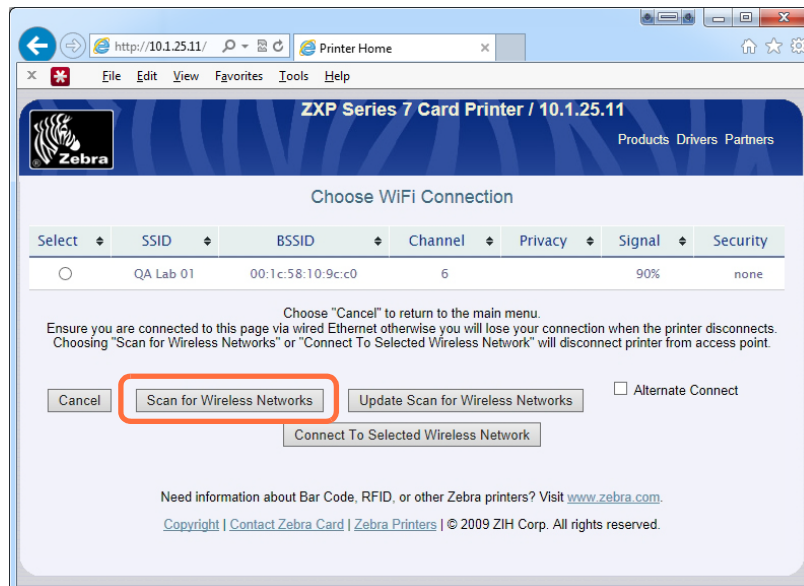 http://10.1.25.11/
Printer Home
File Edit View Favorites Tools Help
ZXP Series 7 Card Printer / 10.1.25.11
Zebra
Products Drivers Partners
Choose WiFi Connection
Select SSID BSSID Channel Privacy Signal Security
QA Lab 01 00:1c:58:10:9c:c0 6 90% none
Choose "Cancel" to return to the main menu.
Ensure you are connected to this page via wired Ethernet otherwise you will lose your connection when the printer disconnects.
Choosing "Scan for Wireless Networks" or "Connect To Selected Wireless Network" will disconnect printer from access point.
Cancel Scan for Wireless Networks Update Scan for Wireless Networks Alternate Connect
Connect To Selected Wireless Network
Need information about Bar Code, RFID, or other Zebra printers? Visit www.zebra.com.
Copyright | Contact Zebra Card | Zebra Printers | © 2009 ZIH Corp. All rights reserved.